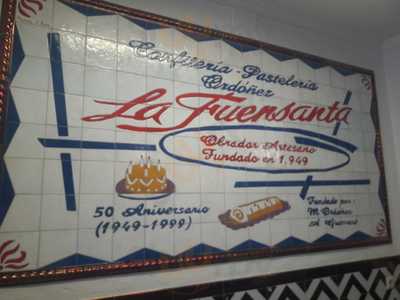 Confitería - Pastelería
Ordóñez
La Fuensanta
Obrador Artesano
Fundado en 1.949
50 Aniversario
(1949-1999)
Fundado por:
M. Ordóñez